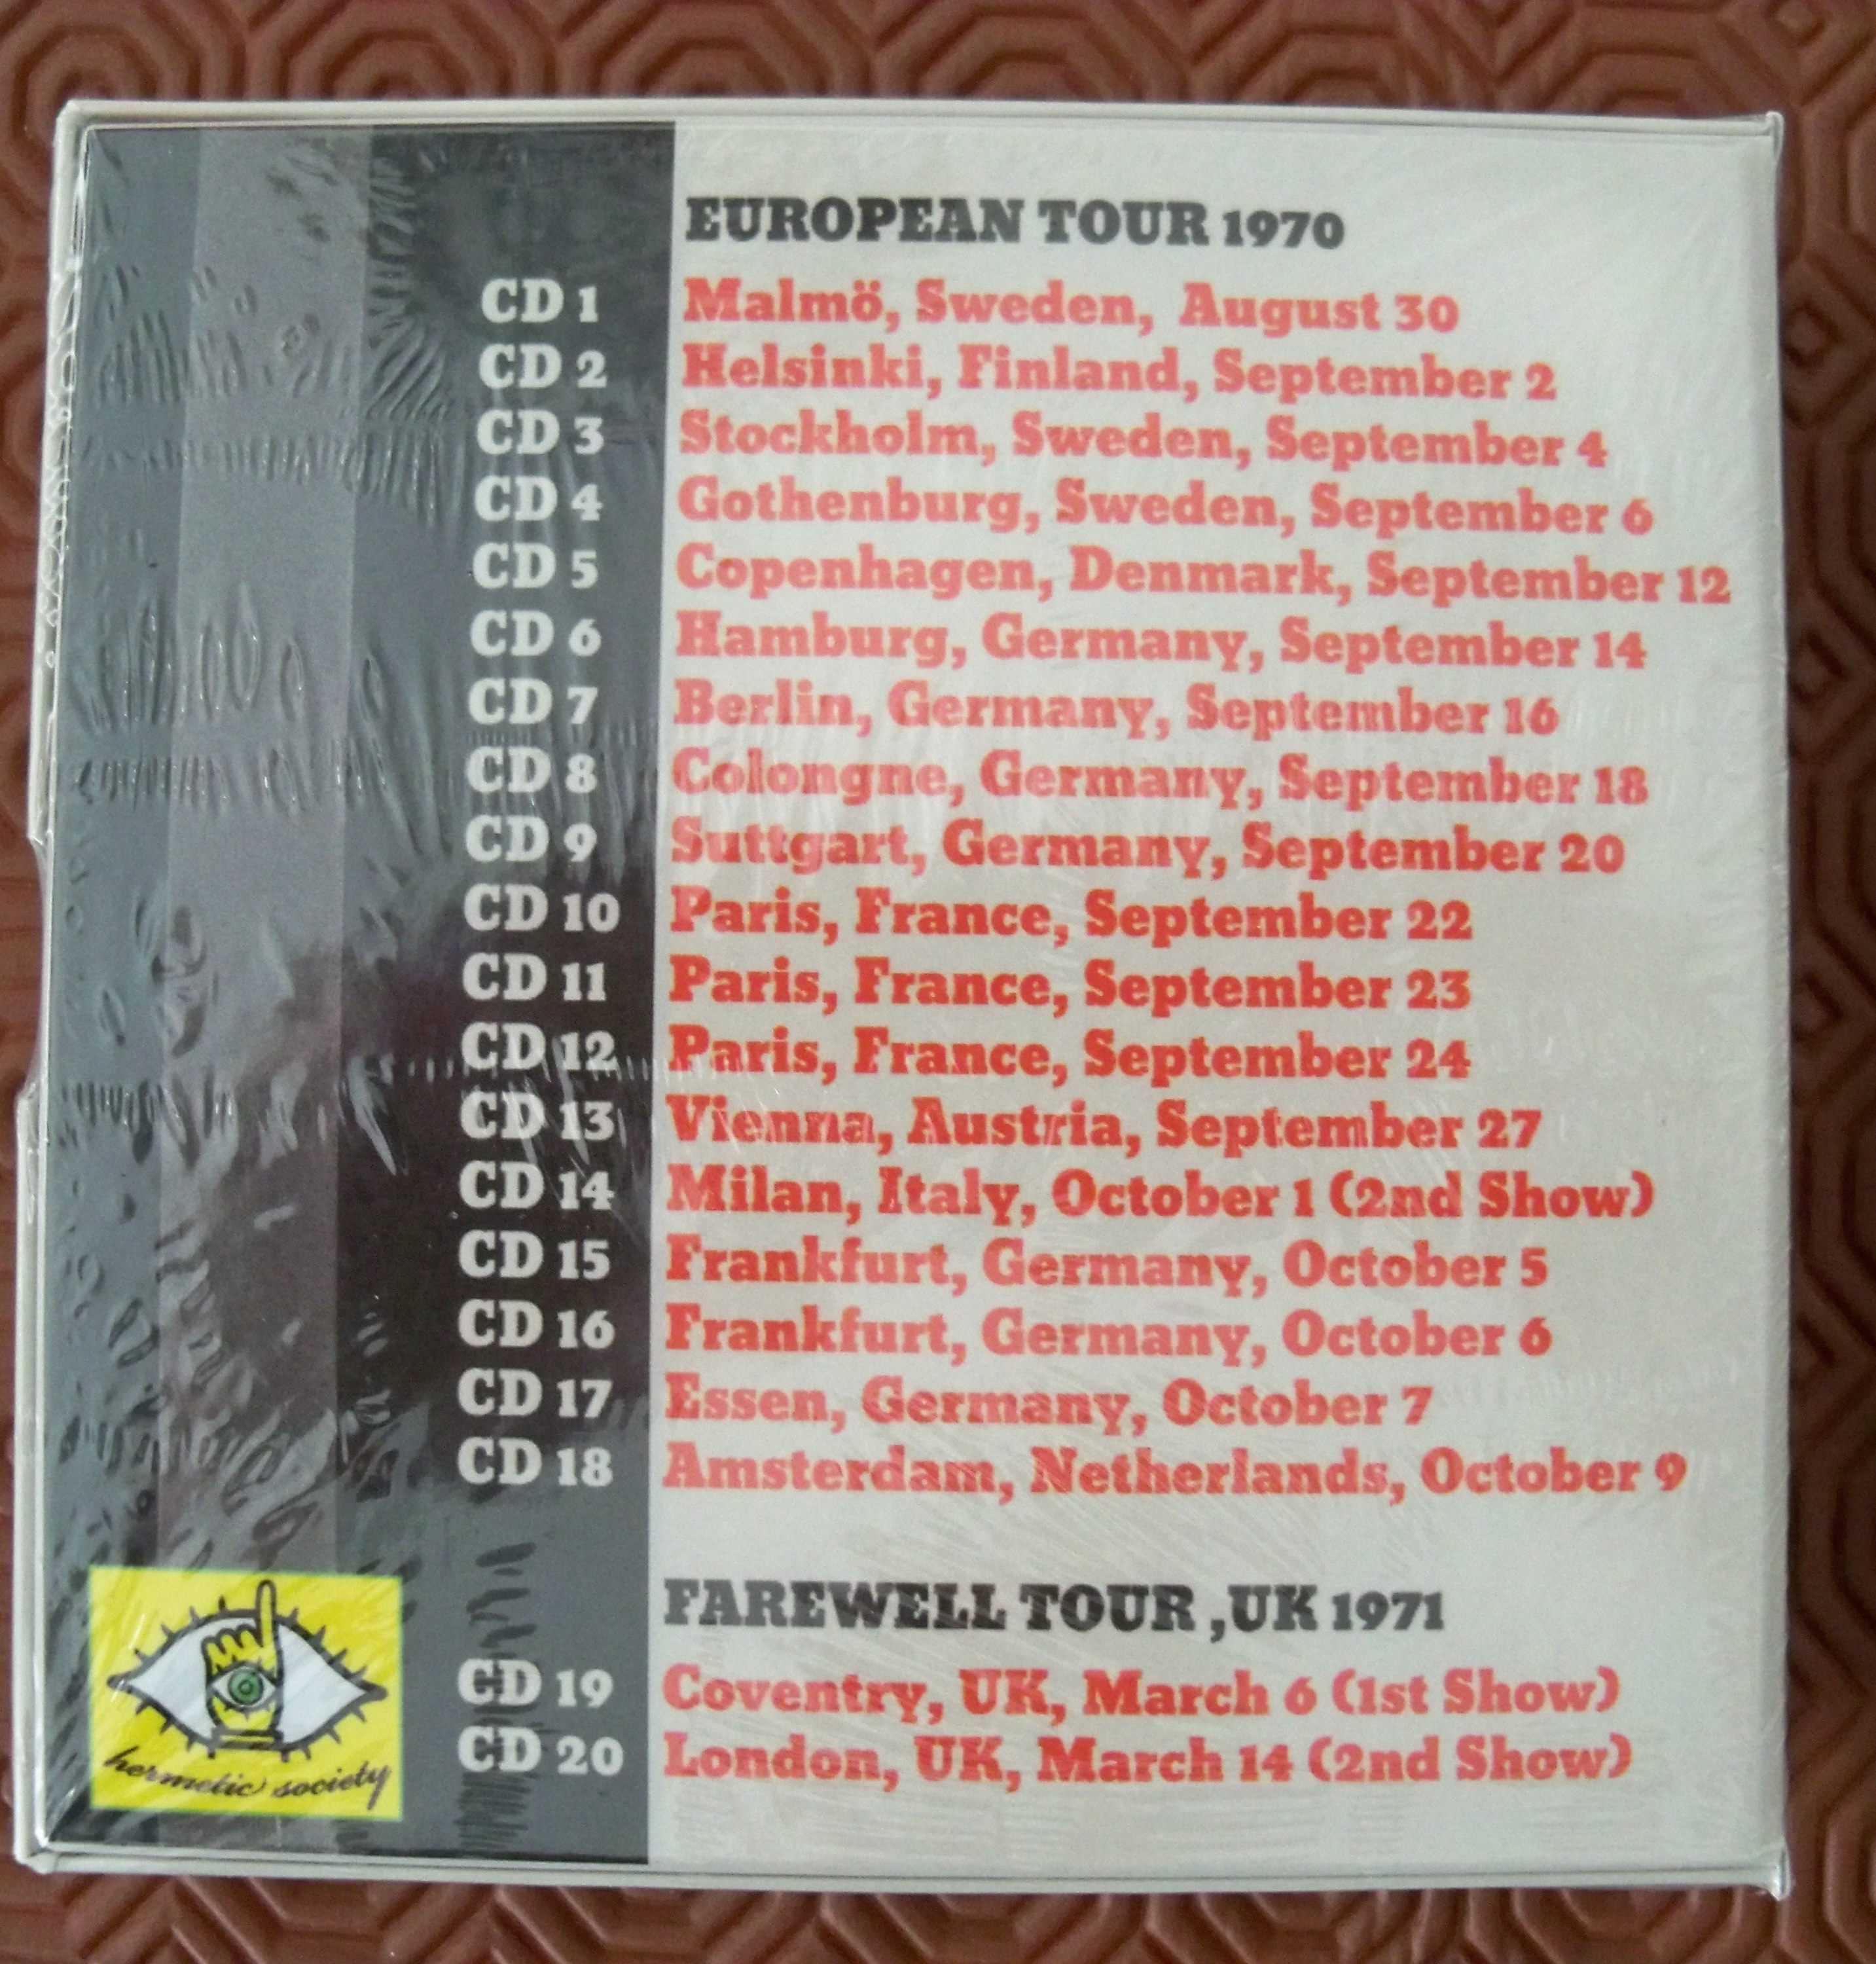 EUROPEAN TOUR 1970
CD 1 Malmö, Sweden, August 30
CD 2 Helsinki, Finland, September 2
CD 3 Stockholm, Sweden, September 4
CD 4 Gothenburg, Sweden, September 6
CD 5 Copenhagen, Denmark, September 12
CD 6 Hamburg, Germany, September 14
CD 7 Berlin, Germany, September 16
CD 8 Colongne, Germany, September 18
CD 9 Suttgart, Germany, September 20
CD 10 Paris, France, September 22
CD 11 Paris, France, September 23
CD 12 Paris, France, September 24
CD 13 Vienna, Austria, September 27
CD 14 Milan, Italy, October 1 (2nd Show)
CD 15 Frankfurt, Germany, October 5
CD 16 Frankfurt, Germany, October 6
CD 17 Essen, Germany, October 7
CD 18 Amsterdam, Netherlands, October 9
FAREWELL TOUR ,UK 1971
CD 19 Coventry, UK, March 6 (1st Show)
CD 20 London, UK, March 14 (2nd Show)
hermetic society